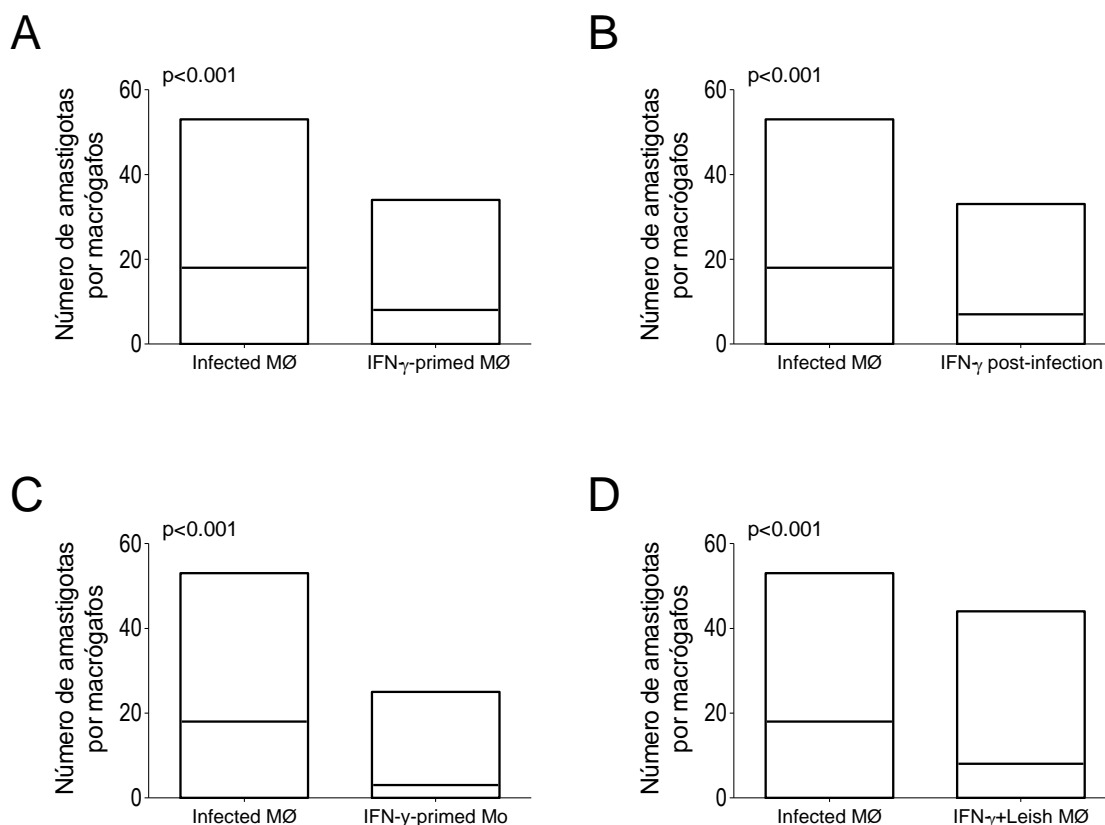 A
p<0.001
Número de amastigotas
por macrógafos
60
40
20
0
Infected MØ
IFN-γ-primed MØ
B
p<0.001
Número de amastigotas
por macrógafos
60
40
20
0
Infected MØ
IFN-γ post-infection
C
p<0.001
Número de amastigotas
por macrógafos
60
40
20
0
Infected MØ
IFN-γ-primed Mo
D
p<0.001
Número de amastigotas
por macrógafos
60
40
20
0
Infected MØ
IFN-γ+Leish MØ